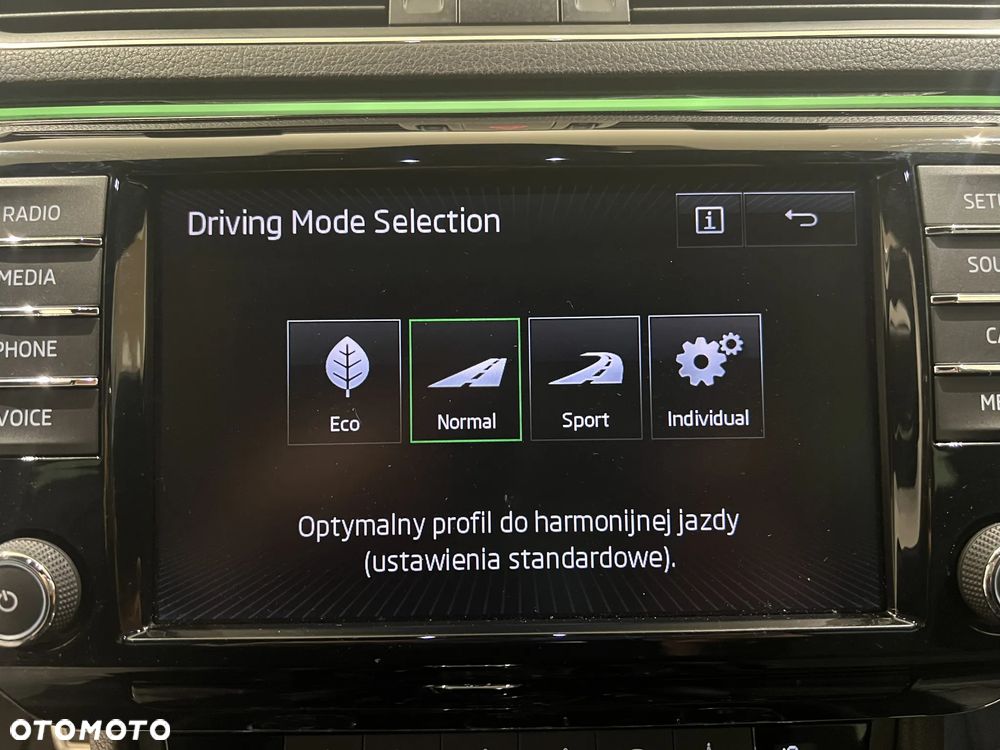 RADIO
MEDIA
PHONE
VOICE
Driving Mode Selection
i
Eco
Normal
Sport
Individual
Optymalny profil do harmonijnej jazdy
(ustawienia standardowe).
OTOMOTO